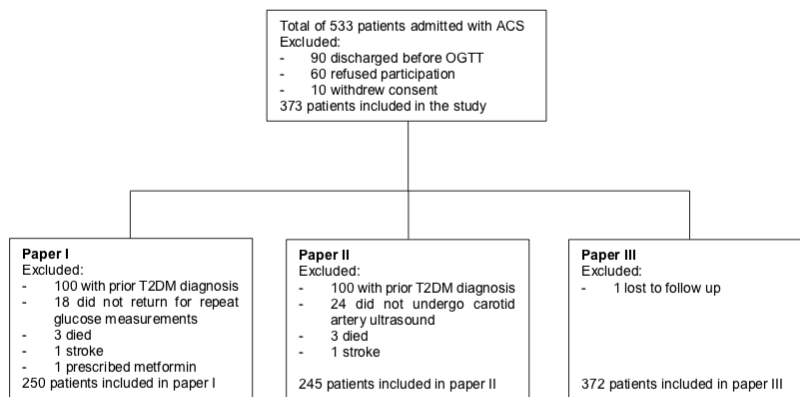 Total of 533 patients admitted with ACS
Excluded:
- 90 discharged before OGTT
- 60 refused participation
- 10 withdrew consent
373 patients included in the study
Paper I
Excluded:
- 100 with prior T2DM diagnosis
- 18 did not return for repeat
glucose measurements
- 3 died
- 1 stroke
- 1 prescribed metformin
250 patients included in paper I
Paper II
Excluded:
- 100 with prior T2DM diagnosis
- 24 did not undergo carotid
artery ultrasound
- 3 died
- 1 stroke
245 patients included in paper II
Paper III
Excluded:
- 1 lost to follow up
372 patients included in paper III